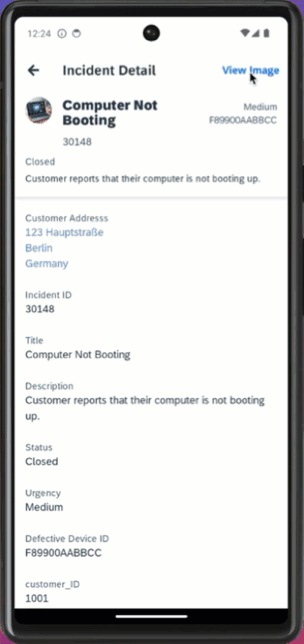 12:24
Incident Detail
View Image
Computer Not
Booting
Medium
F89900AABBCC
30148
Closed
Customer reports that their computer is not booting up.
Customer Addresss
123 Hauptstraße
Berlin
Germany
Incident ID
30148
Title
Computer Not Booting
Description
Customer reports that their computer is not booting
up.
Status
Closed
Urgency
Medium
Defective Device ID
F89900AABBCC
customer_ID
1001